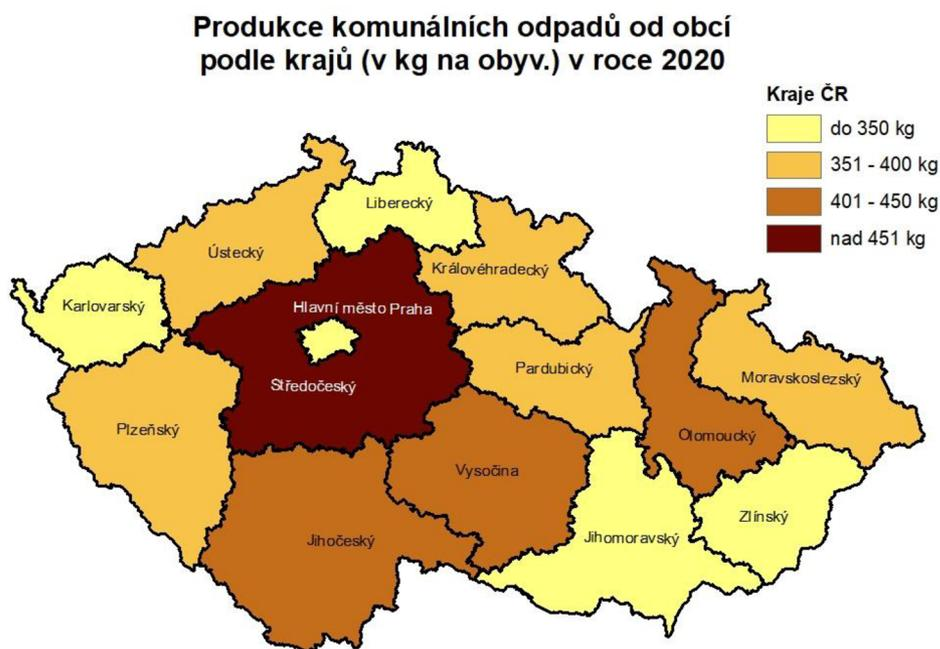 Produkce komunálních odpadů od obcí
podle krajů (v kg na obyv.) v roce 2020
Kraje ČR
do 350 kg
351 - 400 kg
401 - 450 kg
nad 451 kg
Liberecký
Ústecký
Královéhradecký
Karlovarský
Hlavní město Praha
Pardubický
Moravskoslezský
Středočeský
Plzeňský
Olomoucký
Vysočina
Zlínský
Jihočeský
Jihomoravský